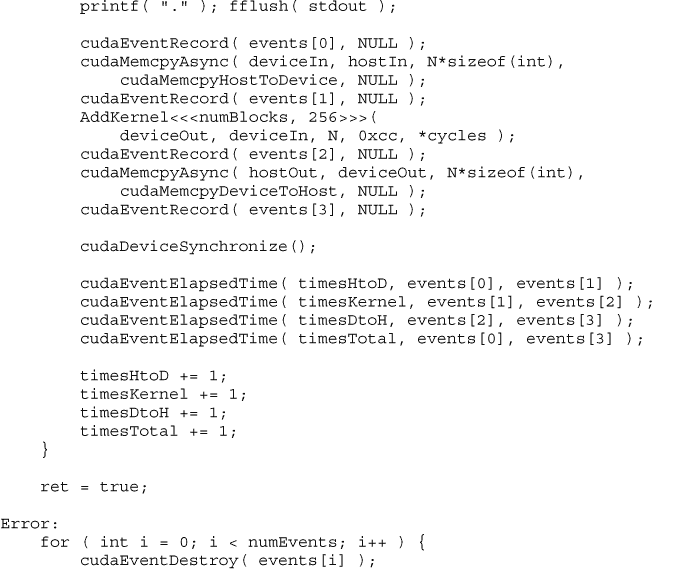 printf( "." ); fflush( stdout );
cudaEventRecord( events[0], NULL );
cudaMemcpyAsync( deviceIn, hostIn, N*sizeof(int),
cudaMemcpyHostToDevice, NULL );
cudaEventRecord( events[1], NULL );
AddKernel<<<numBlocks, 256>>>(
deviceOut, deviceIn, N, 0xcc, *cycles );
cudaEventRecord( events[2], NULL );
cudaMemcpyAsync( hostOut, deviceOut, N*sizeof(int),
cudaMemcpyDeviceToHost, NULL );
cudaEventRecord( events[3], NULL );
cudaDeviceSynchronize();
cudaEventElapsedTime( timesHtoD, events[0], events[1] );
cudaEventElapsedTime( timesKernel, events[1], events[2] );
cudaEventElapsedTime( timesDtoH, events[2], events[3] );
cudaEventElapsedTime( timesTotal, events[0], events[3] );
timesHtoD += 1;
timesKernel += 1;
timesDtoH += 1;
timesTotal += 1;
}
ret = true;
Error:
for ( int i = 0; i < numEvents; i++ ) {
cudaEventDestroy( events[i] );